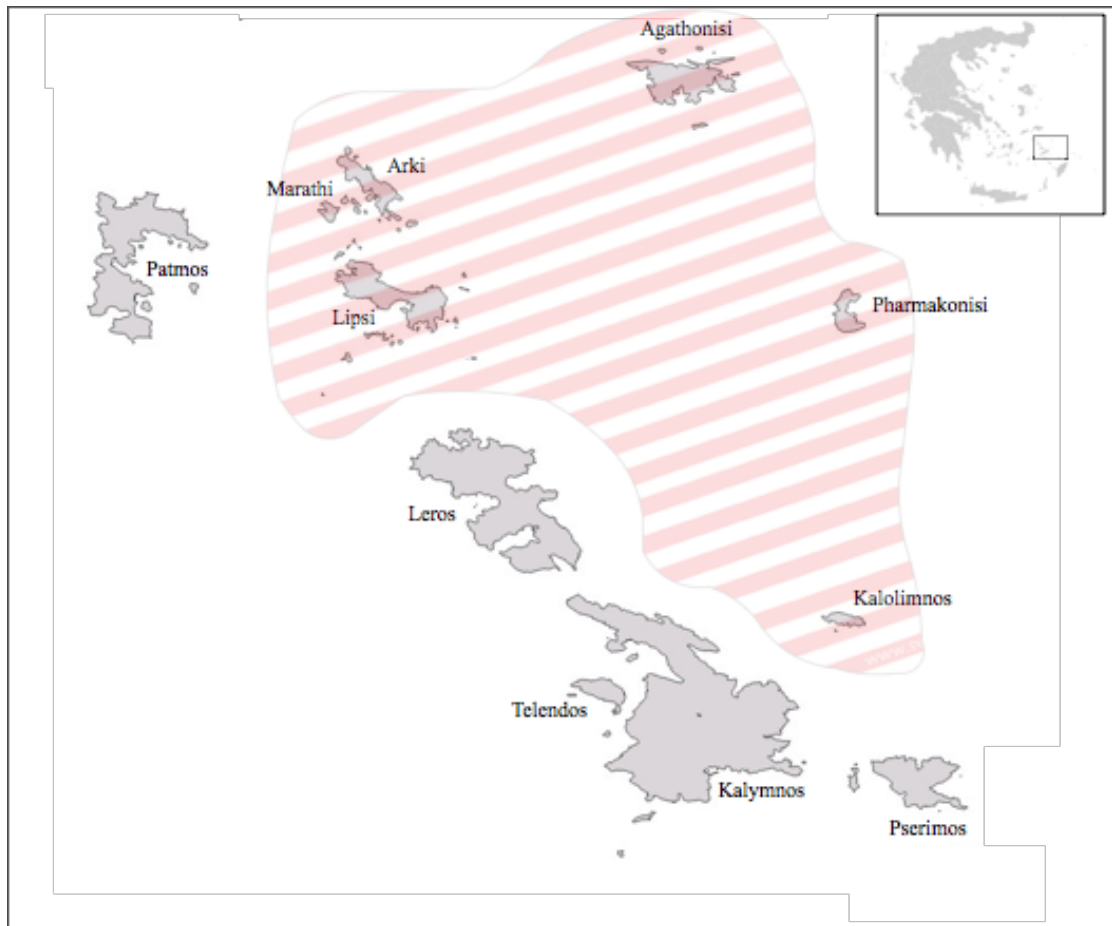 Agathonisi
Arki
Marathi
Patmos
Lipsi
Pharmakonisi
Leros
Kalolimnos
Telendos
Kalymnos
Pserimos